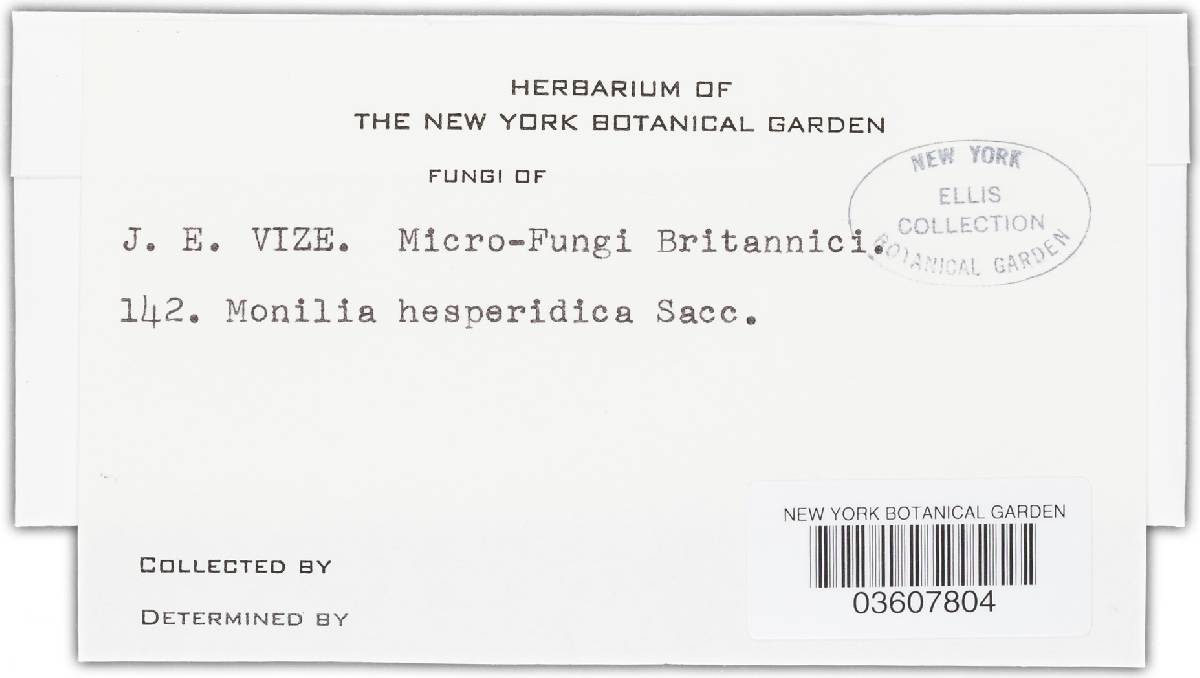 HERBARIUM OF
THE NEW YORK BOTANICAL GARDEN
FUNGI OF
NEW YORK
ELLIS
COLLECTION
BOTANICAL GARDEN
J. E. VIZE. Micro-Fungi Britannici.
142. Monilia hesperidica Sacc.
NEW YORK BOTANICAL GARDEN
03607804
COLLECTED BY
DETERMINED BY